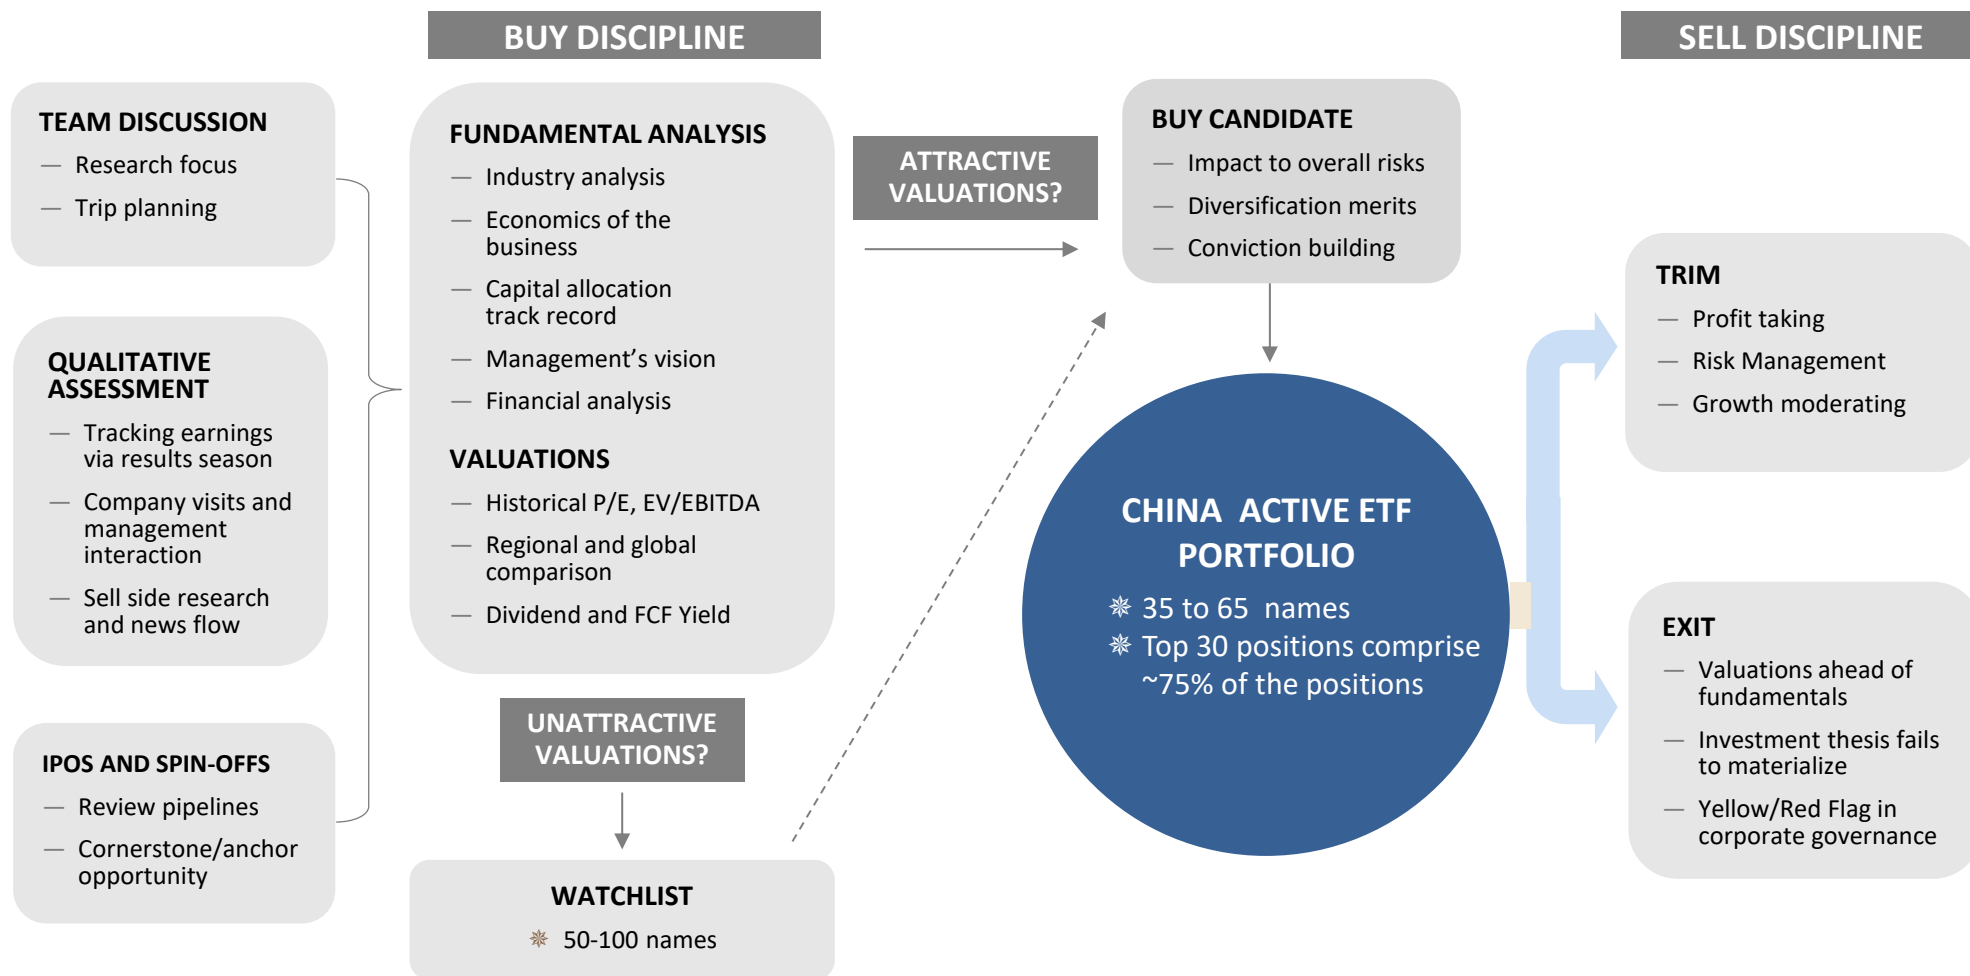 BUY DISCIPLINE
SELL DISCIPLINE
TEAM DISCUSSION
— Research focus
— Trip planning
QUALITATIVE
ASSESSMENT
— Tracking earnings
via results season
— Company visits and
management
interaction
— Sell side research
and news flow
IPOS AND SPIN-OFFS
— Review pipelines
— Cornerstone/anchor
opportunity
FUNDAMENTAL ANALYSIS
— Industry analysis
— Economics of the
business
— Capital allocation
track record
— Management’s vision
— Financial analysis
VALUATIONS
— Historical P/E, EV/EBITDA
— Regional and global
comparison
— Dividend and FCF Yield
UNATTRACTIVE
VALUATIONS?
WATCHLIST
✵ 50-100 names
ATTRACTIVE
VALUATIONS?
BUY CANDIDATE
— Impact to overall risks
— Diversification merits
— Conviction building
CHINA ACTIVE ETF
PORTFOLIO
✵ 35 to 65 names
✵ Top 30 positions comprise
~75% of the positions
TRIM
— Profit taking
— Risk Management
— Growth moderating
EXIT
— Valuations ahead of
fundamentals
— Investment thesis fails
to materialize
— Yellow/Red Flag in
corporate governance